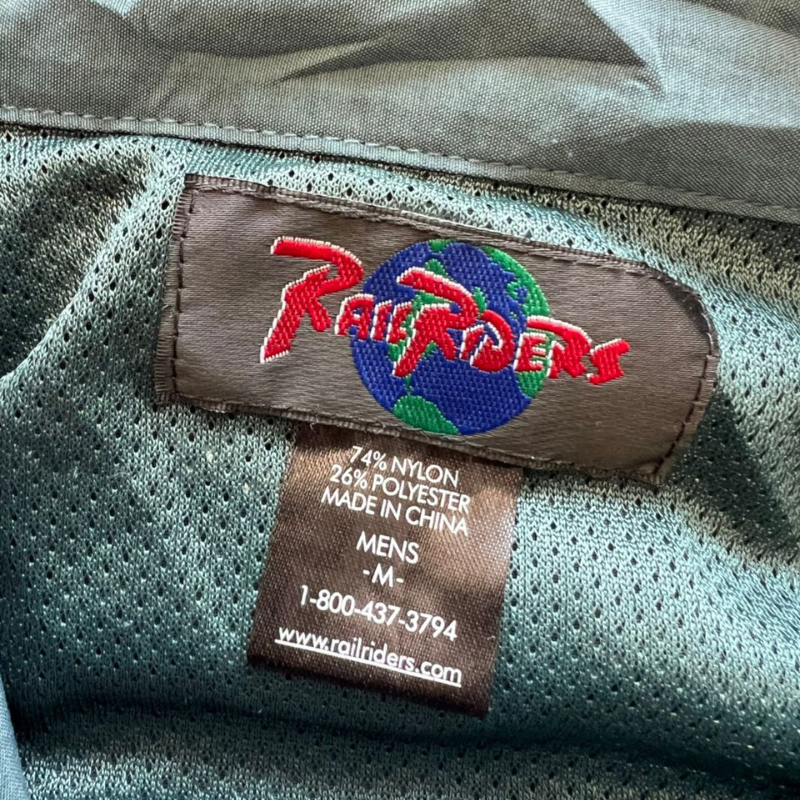 RAILRIDERS
74% NYLON
26% POLYESTER
MADE IN CHINA
MENS
-M-
1-800-437-3794
www.railriders.com